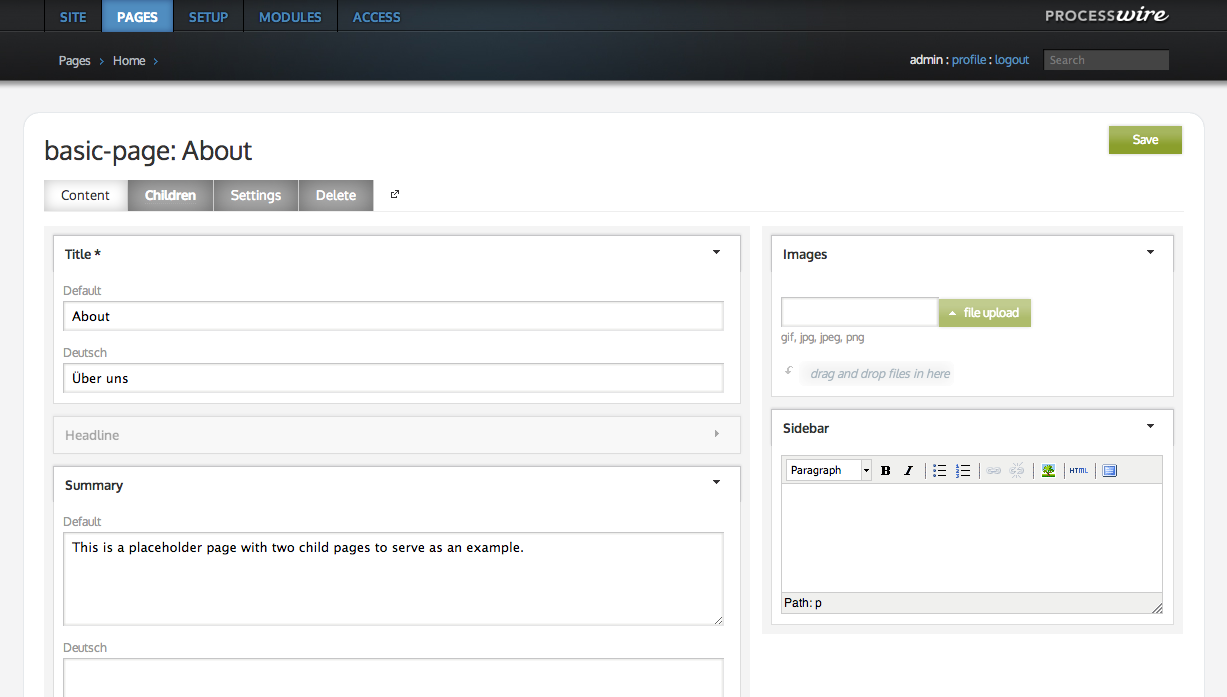 SITE PAGES SETUP MODULES ACCESS PROCESSwire
Pages Home admin : profile : logout Search
basic-page: About
Save
Content Children Settings Delete
Title *
Default
About
Deutsch
Über uns
Headline
Summary
Default
This is a placeholder page with two child pages to serve as an example.
Deutsch
Images
file upload
gif, jpg, jpeg, png
drag and drop files in here
Sidebar
Paragraph B I HTML
Path: p